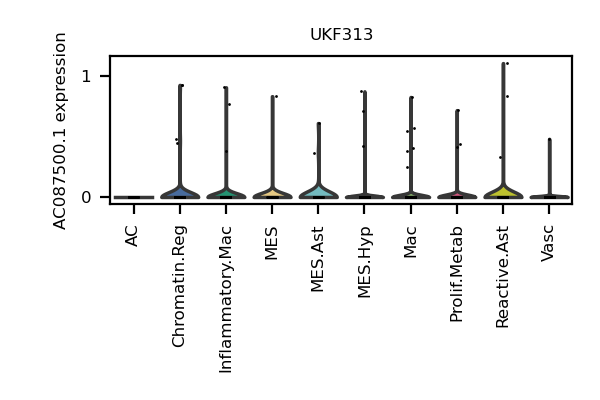 UKF313
AC087500.1 expression
1
0
AC
Chromatin.Reg
Inflammatory.Mac
MES
MES.Ast
MES.Hyp
Mac
Prolif.Metab
Reactive.Ast
Vasc